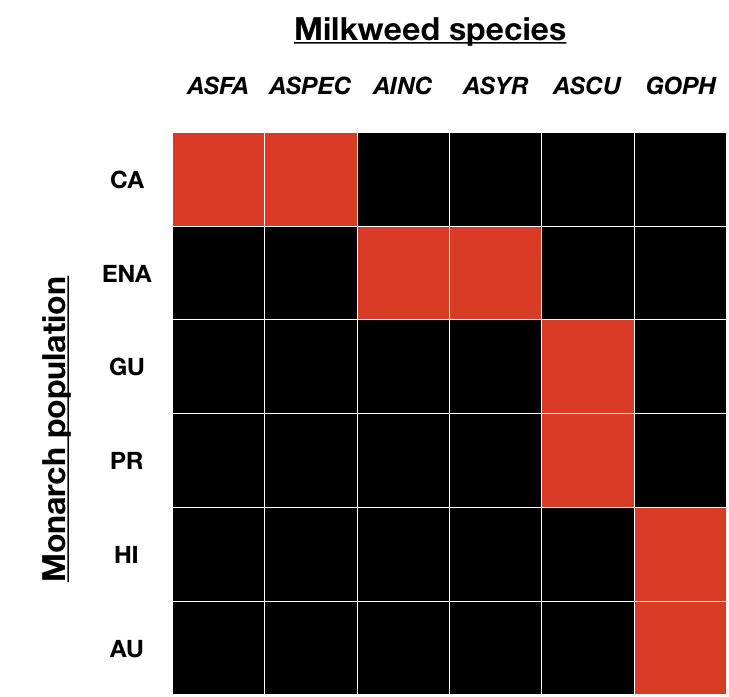 Milkweed species
ASFA ASPEC AINC ASYR ASCU GOPH
Monarch population
CA
ENA
GU
PR
HI
AU